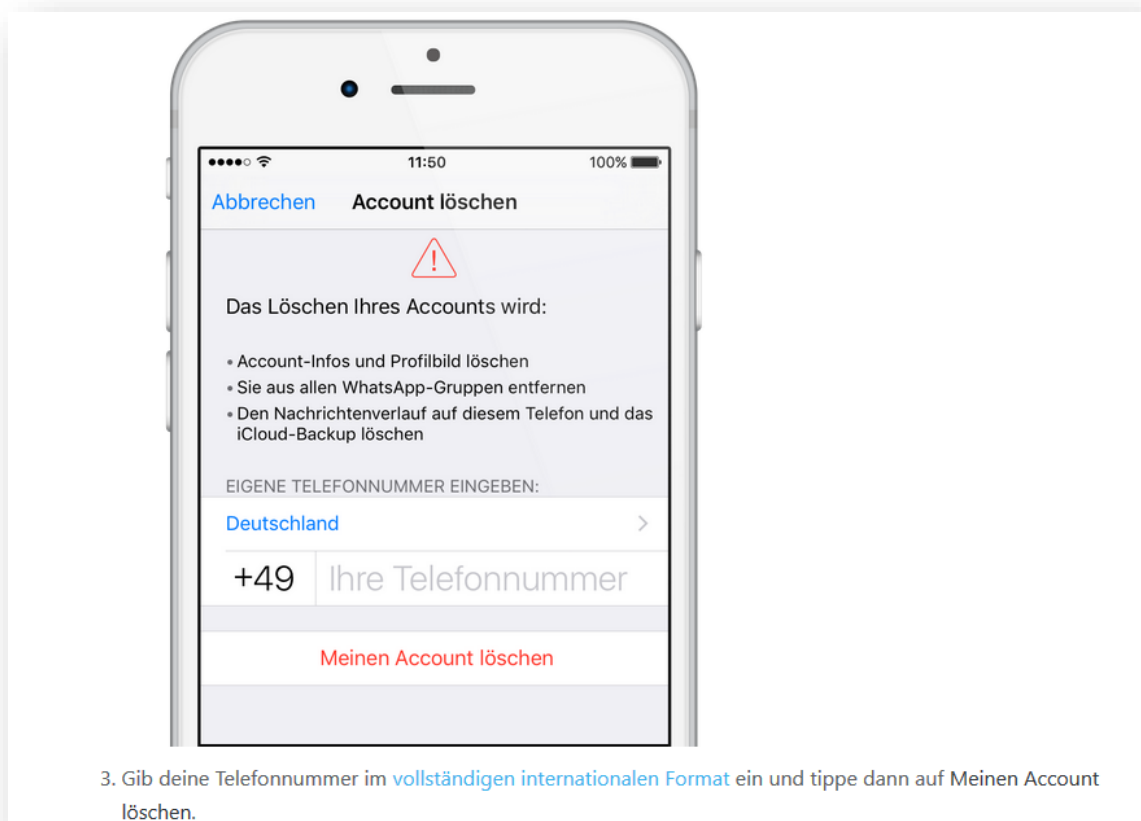 11:50
100%
Abbrechen Account löschen
Das Löschen Ihres Accounts wird:
• Account-Infos und Profilbild löschen
• Sie aus allen WhatsApp-Gruppen entfernen
• Den Nachrichtenverlauf auf diesem Telefon und das
iCloud-Backup löschen
EIGENE TELEFONNUMMER EINGEBEN:
Deutschland
+49 Ihre Telefonnummer
Meinen Account löschen
3. Gib deine Telefonnummer im vollständigen internationalen Format ein und tippe dann auf Meinen Account
löschen.